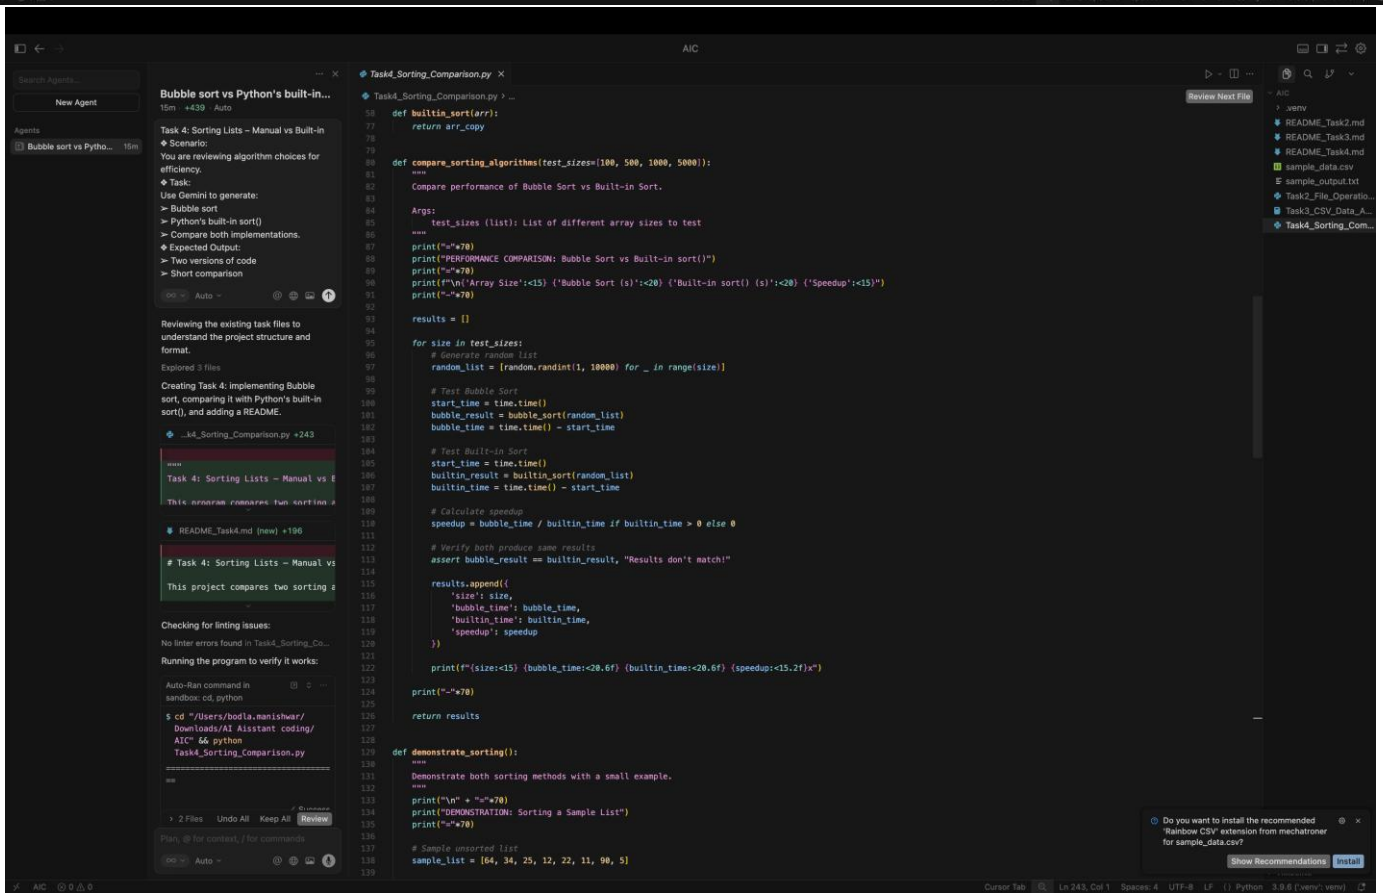 AIC
Search Agents...
New Agent
Agents
Bubble sort vs Pytho... 15m
Bubble sort vs Python's built-in...
15m · +439 · Auto
Task 4: Sorting Lists – Manual vs Built-in
❖ Scenario:
You are reviewing algorithm choices for
efficiency.
❖ Task:
Use Gemini to generate:
➢ Bubble sort
➢ Python's built-in sort()
➢ Compare both implementations.
❖ Expected Output:
➢ Two versions of code
➢ Short comparison
Auto
Reviewing the existing task files to
understand the project structure and
format.
Explored 3 files
Creating Task 4: implementing Bubble
sort, comparing it with Python's built-in
sort(), and adding a README.
...k4_Sorting_Comparison.py +243
"""
Task 4: Sorting Lists – Manual vs B
This program compares two sorting a
README_Task4.md (new) +196
# Task 4: Sorting Lists – Manual vs
This project compares two sorting a
Checking for linting issues:
No linter errors found in Task4_Sorting_Co...
Running the program to verify it works:
Auto-Ran command in
sandbox: cd, python
$ cd "/Users/bodla.manishwar/
Downloads/AI Aisstant coding/
AIC" && python
Task4_Sorting_Comparison.py
==================================
==
✓ Success
> 2 Files Undo All Keep All Review
Plan, @ for context, / for commands
Auto
Task4_Sorting_Comparison.py ×
Task4_Sorting_Comparison.py > ...
Review Next File
58 def builtin_sort(arr):
77 return arr_copy
78
79
80 def compare_sorting_algorithms(test_sizes=[100, 500, 1000, 5000]):
81 """
82 Compare performance of Bubble Sort vs Built-in Sort.
83
84 Args:
85 test_sizes (list): List of different array sizes to test
86 """
87 print("="*70)
88 print("PERFORMANCE COMPARISON: Bubble Sort vs Built-in sort()")
89 print("="*70)
90 print(f"\n{'Array Size':<15} {'Bubble Sort (s)':<20} {'Built-in sort() (s)':<20} {'Speedup':<15}")
91 print("-"*70)
92
93 results = []
94
95 for size in test_sizes:
96 # Generate random list
97 random_list = [random.randint(1, 10000) for _ in range(size)]
98
99 # Test Bubble Sort
100 start_time = time.time()
101 bubble_result = bubble_sort(random_list)
102 bubble_time = time.time() - start_time
103
104 # Test Built-in Sort
105 start_time = time.time()
106 builtin_result = builtin_sort(random_list)
107 builtin_time = time.time() - start_time
108
109 # Calculate speedup
110 speedup = bubble_time / builtin_time if builtin_time > 0 else 0
111
112 # Verify both produce same results
113 assert bubble_result == builtin_result, "Results don't match!"
114
115 results.append({
116 'size': size,
117 'bubble_time': bubble_time,
118 'builtin_time': builtin_time,
119 'speedup': speedup
120 })
121
122 print(f"{size:<15} {bubble_time:<20.6f} {builtin_time:<20.6f} {speedup:<15.2f}x")
123
124 print("-"*70)
125
126 return results
127
128
129 def demonstrate_sorting():
130 """
131 Demonstrate both sorting methods with a small example.
132 """
133 print("\n" + "="*70)
134 print("DEMONSTRATION: Sorting a Sample List")
135 print("="*70)
136
137 # Sample unsorted list
138 sample_list = [64, 34, 25, 12, 22, 11, 90, 5]
139
AIC
> .venv
README_Task2.md
README_Task3.md
README_Task4.md
sample_data.csv
sample_output.txt
Task2_File_Operatio...
Task3_CSV_Data_A...
Task4_Sorting_Com...
Do you want to install the recommended
'Rainbow CSV' extension from mechatroner
for sample_data.csv?
Show Recommendations Install
AIC 0 0
Cursor Tab Ln 243, Col 1 Spaces: 4 UTF-8 LF {} Python 3.9.6 ('.venv': venv)